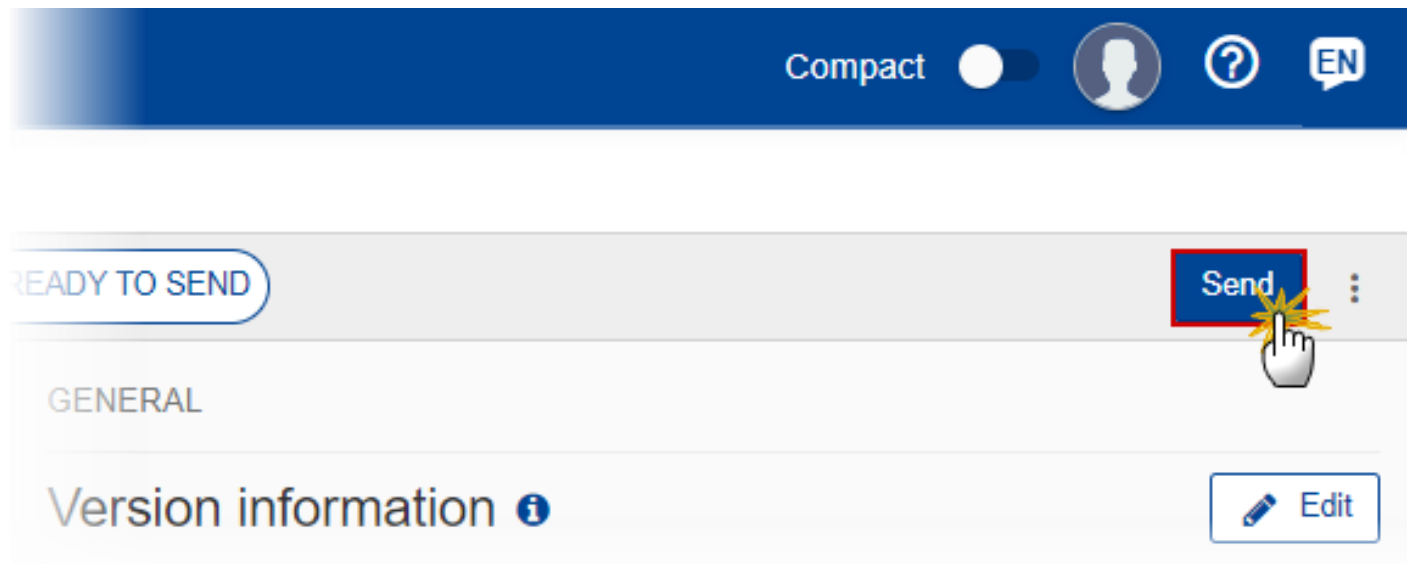 Compact EN
READY TO SEND Send
GENERAL
Version information
Edit